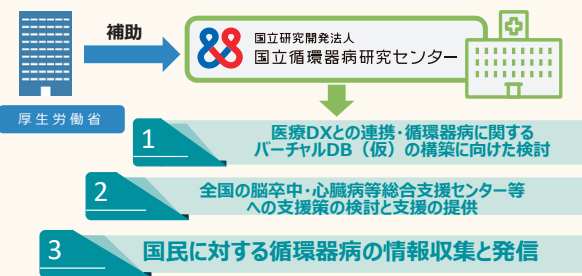 補助
国立研究開発法人
国立循環器病研究センター
厚生労働省
1
医療DXとの連携・循環器病に関する
バーチャルDB（仮）の構築に向けた検討
2
全国の脳卒中・心臓病等総合支援センター等
への支援策の検討と支援の提供
3
国民に対する循環器病の情報収集と発信